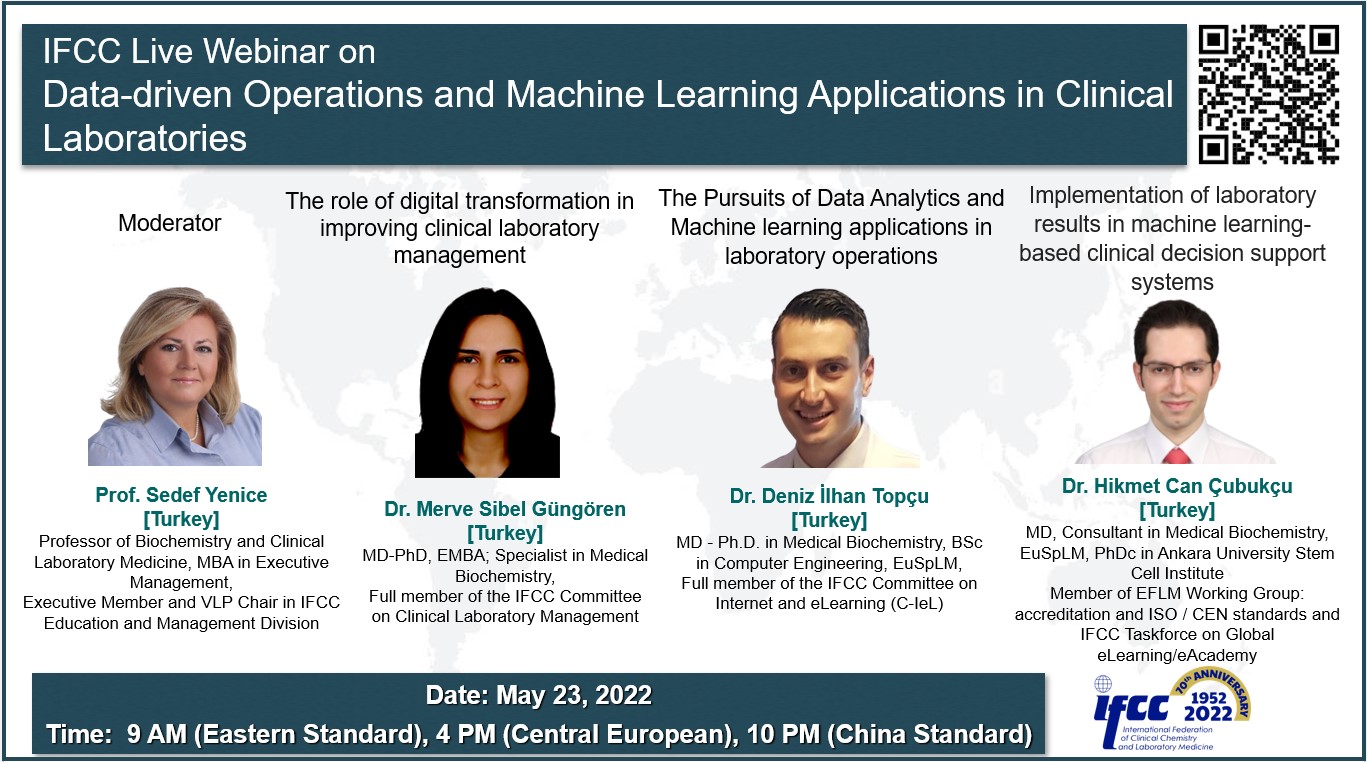 IFCC Live Webinar on
Data-driven Operations and Machine Learning Applications in Clinical
Laboratories
Moderator
Prof. Sedef Yenice
[Turkey]
Professor of Biochemistry and Clinical
Laboratory Medicine, MBA in Executive
Management,
Executive Member and VLP Chair in IFCC
Education and Management Division
The role of digital transformation in
improving clinical laboratory
management
Dr. Merve Sibel Güngören
[Turkey]
MD-PhD, EMBA; Specialist in Medical
Biochemistry,
Full member of the IFCC Committee
on Clinical Laboratory Management
The Pursuits of Data Analytics and
Machine learning applications in
laboratory operations
Dr. Deniz İlhan Topçu
[Turkey]
MD - Ph.D. in Medical Biochemistry, BSc
in Computer Engineering, EuSpLM,
Full member of the IFCC Committee on
Internet and eLearning (C-IeL)
Implementation of laboratory
results in machine learning-
based clinical decision support
systems
Dr. Hikmet Can Çubukçu
[Turkey]
MD, Consultant in Medical Biochemistry,
EuSpLM, PhDc in Ankara University Stem
Cell Institute
Member of EFLM Working Group:
accreditation and ISO / CEN standards and
IFCC Taskforce on Global
eLearning/eAcademy
Date: May 23, 2022
Time: 9 AM (Eastern Standard), 4 PM (Central European), 10 PM (China Standard)
70th ANNIVERSARY
1952
2022
ifcc
International Federation
of Clinical Chemistry
and Laboratory Medicine